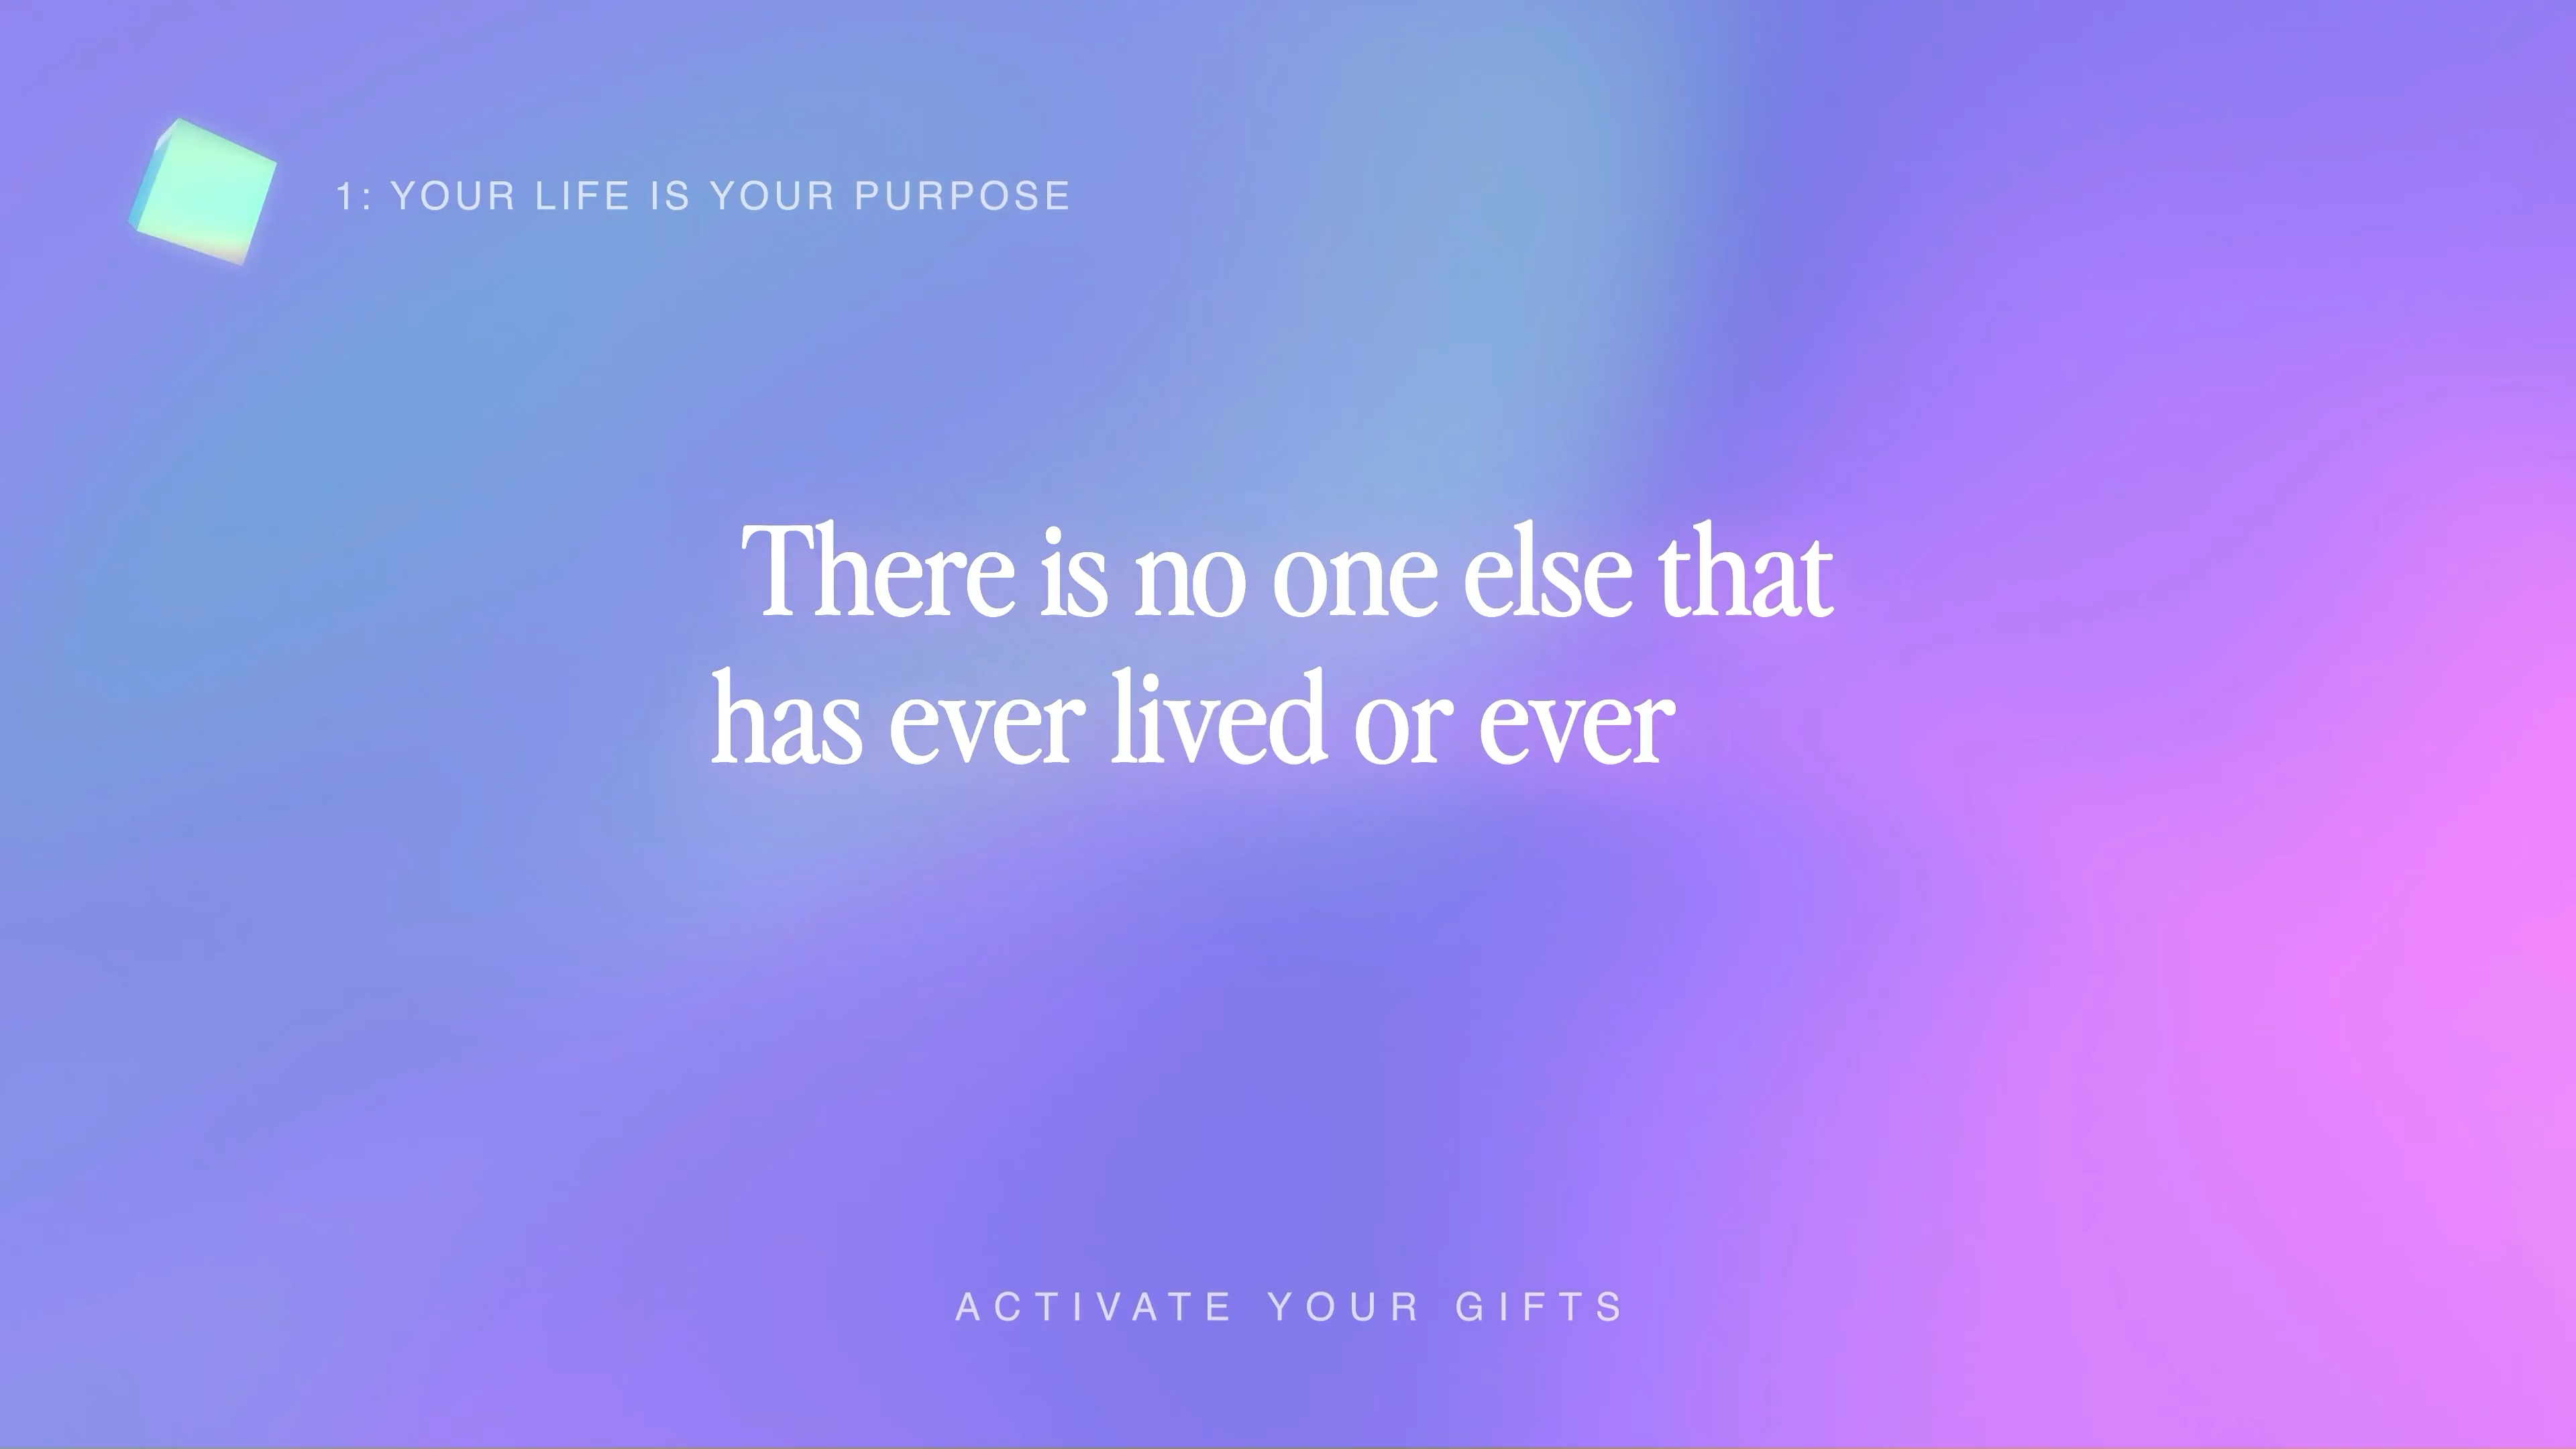 1: YOUR LIFE IS YOUR PURPOSE
There is no one else that
has ever lived or ever
ACTIVATE YOUR GIFTS